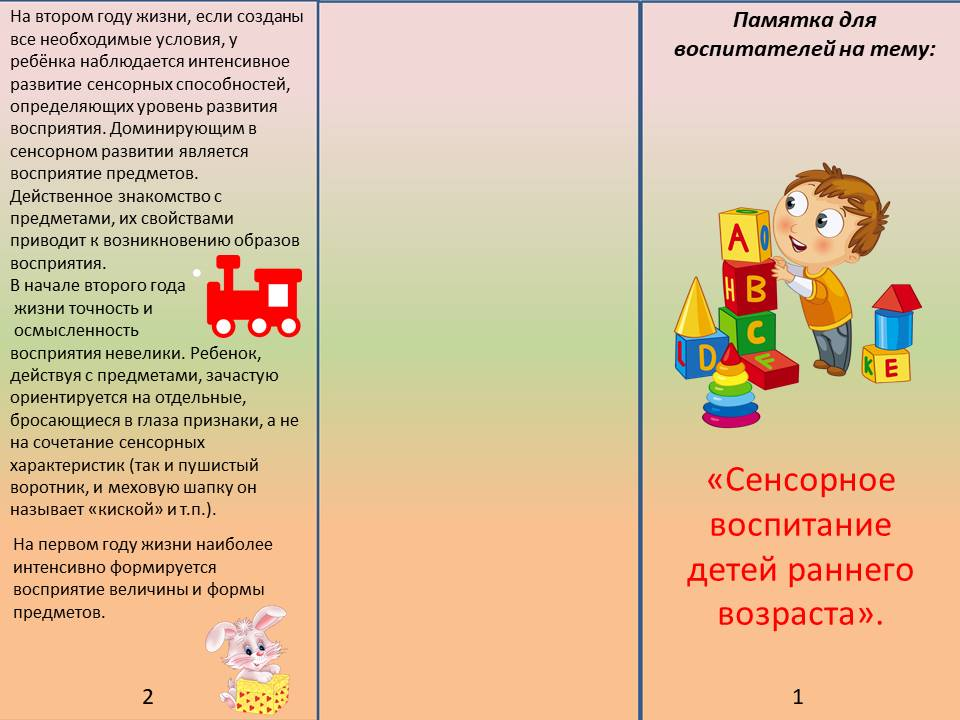 На втором году жизни, если созданы
все необходимые условия, у
ребёнка наблюдается интенсивное
развитие сенсорных способностей,
определяющих уровень развития
восприятия. Доминирующим в
сенсорном развитии является
восприятие предметов.
Действенное знакомство с
предметами, их свойствами
приводит к возникновению образов
восприятия.
В начале второго года
жизни точность и
осмысленность
восприятия невелики. Ребенок,
действуя с предметами, зачастую
ориентируется на отдельные,
бросающиеся в глаза признаки, а не
на сочетание сенсорных
характеристик (так и пушистый
воротник, и меховую шапку он
называет «киской» и т.п.).
На первом году жизни наиболее
интенсивно формируется
восприятие величины и формы
предметов.
2
Памятка для
воспитателей на тему:
A
H B
C
L D
F
K E
«Сенсорное
воспитание
детей раннего
возраста».
1